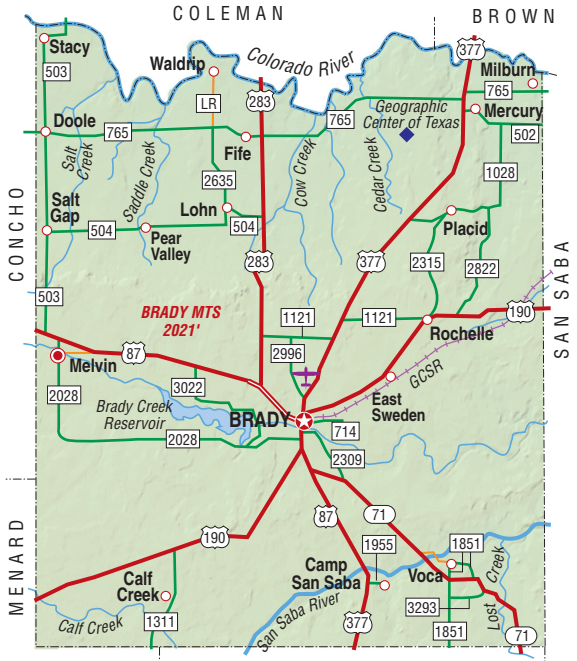 COLEMAN
BROWN
377
Stacy
Waldrip
Colorado River
Milburn
503
LR
283
765
Geographic
Center of Texas
Mercury
Doole
765
765
502
Fife
Salt
Creek
Saddle Creek
Cow Creek
Cedar Creek
1028
2635
CONCHO
Salt
Gap
Lohn
504
504
Pear
Valley
Placid
283
377
2315
2822
SAN SABA
503
BRADY MTS
2021'
1121
1121
190
Rochelle
87
2996
Melvin
GCSR
3022
2028
East
Sweden
Brady Creek
Reservoir
BRADY
714
2028
2309
87
71
190
MENARD
1955
1851
Camp
San Saba
Voca
Creek
Calf
Creek
3293
Lost
1311
Calf Creek
San Saba River
377
1851
71